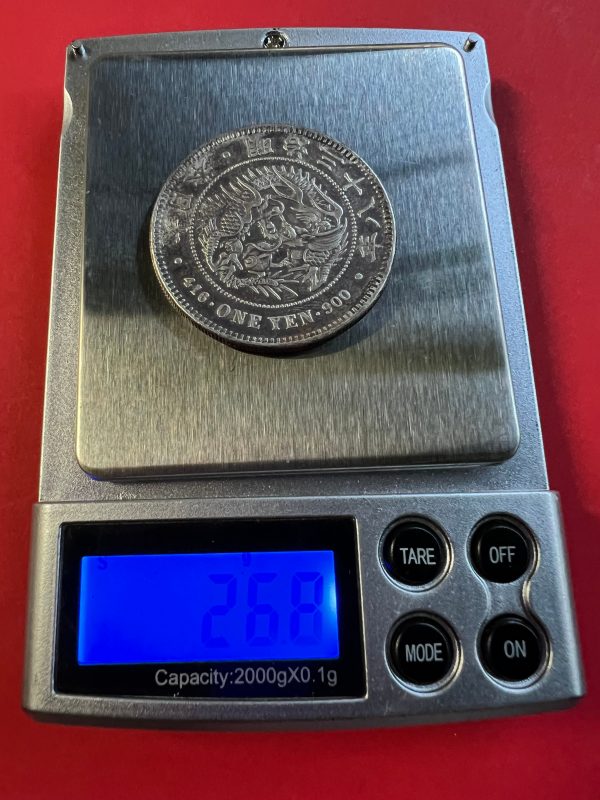 大日本・明治三十八年
416・ONE YEN・900
S g
26.8
Capacity:2000gX0.1g
TARE
OFF
MODE
ON